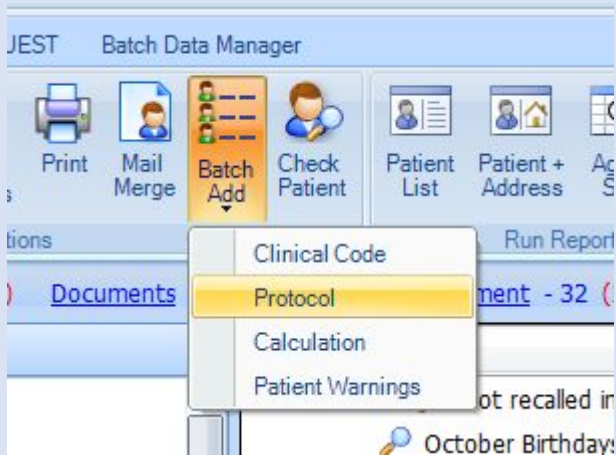 UEST Batch Data Manager
Print Mail Merge Batch Add Check Patient Patient List Patient + Address
tions Run Report
Documents ment - 32 (
Clinical Code
Protocol
Calculation
Patient Warnings
ot recalled in
October Birthdays